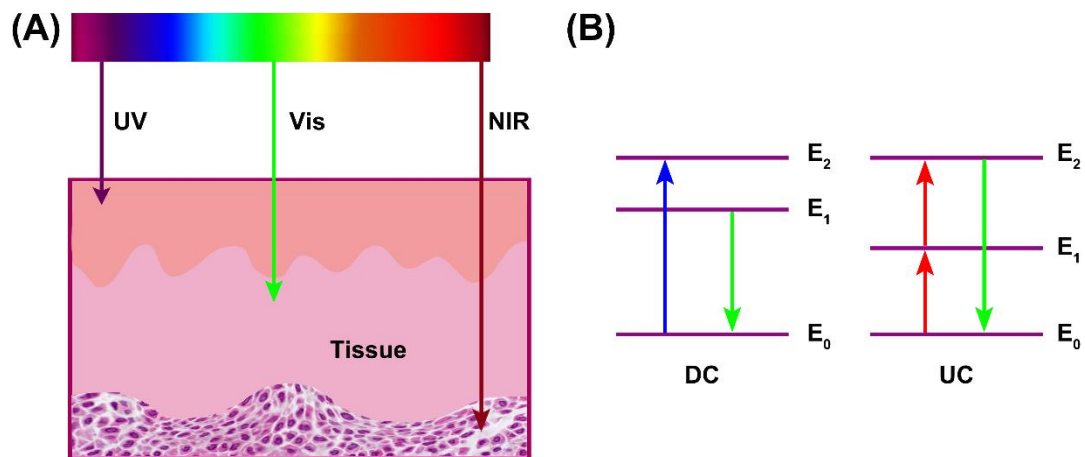 (A)
(B)
UV
Vis
NIR
Tissue
E₂
E₁
E₀
DC
E₂
E₁
E₀
UC